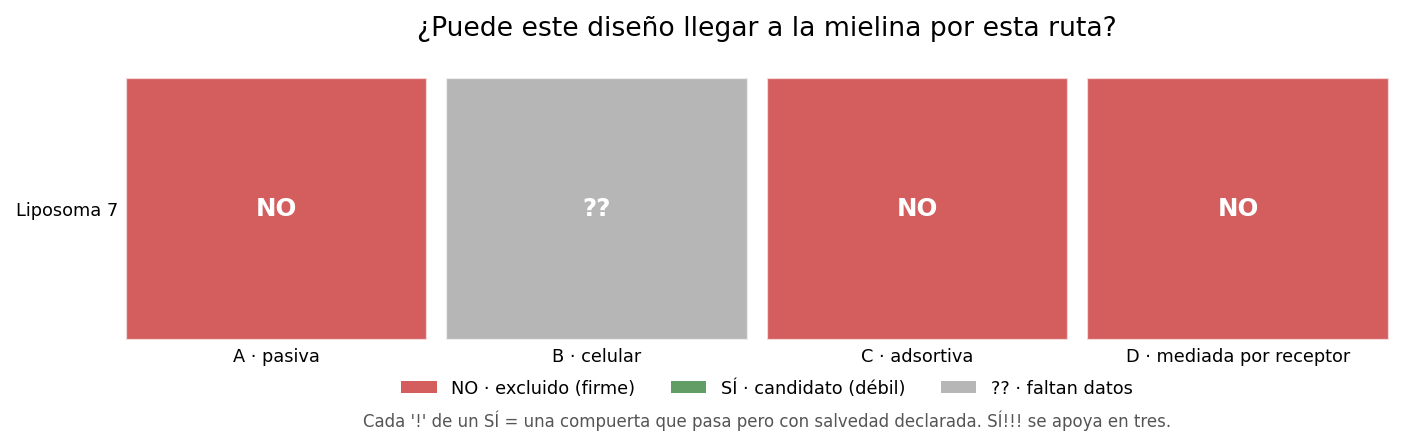 ¿Puede este diseño llegar a la mielina por esta ruta?
Liposoma 7
NO
??
NO
NO
A · pasiva
B · celular
C · adsortiva
D · mediada por receptor
NO · excluido (firme)
SÍ · candidato (débil)
?? · faltan datos
Cada '!' de un SÍ = una compuerta que pasa pero con salvedad declarada. SÍ!!! se apoya en tres.